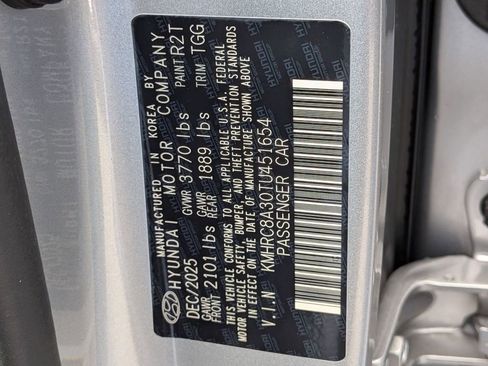 MANUFACTURED IN KOREA BY
HYUNDAI MOTOR COMPANY
DEC/2025 GVWR 3770 lbs PAINT R2T
GAWR FRONT 2101 lbs GAWR REAR 1889 lbs TRIM TGG
THIS VEHICLE CONFORMS TO ALL APPLICABLE U.S.A. FEDERAL
MOTOR VEHICLE SAFETY, BUMPER, AND THEFT PREVENTION STANDARDS
IN EFFECT ON THE DATE OF MANUFACTURE SHOWN ABOVE
V.I.N: KMHRC8A30TU451654
PASSENGER CAR